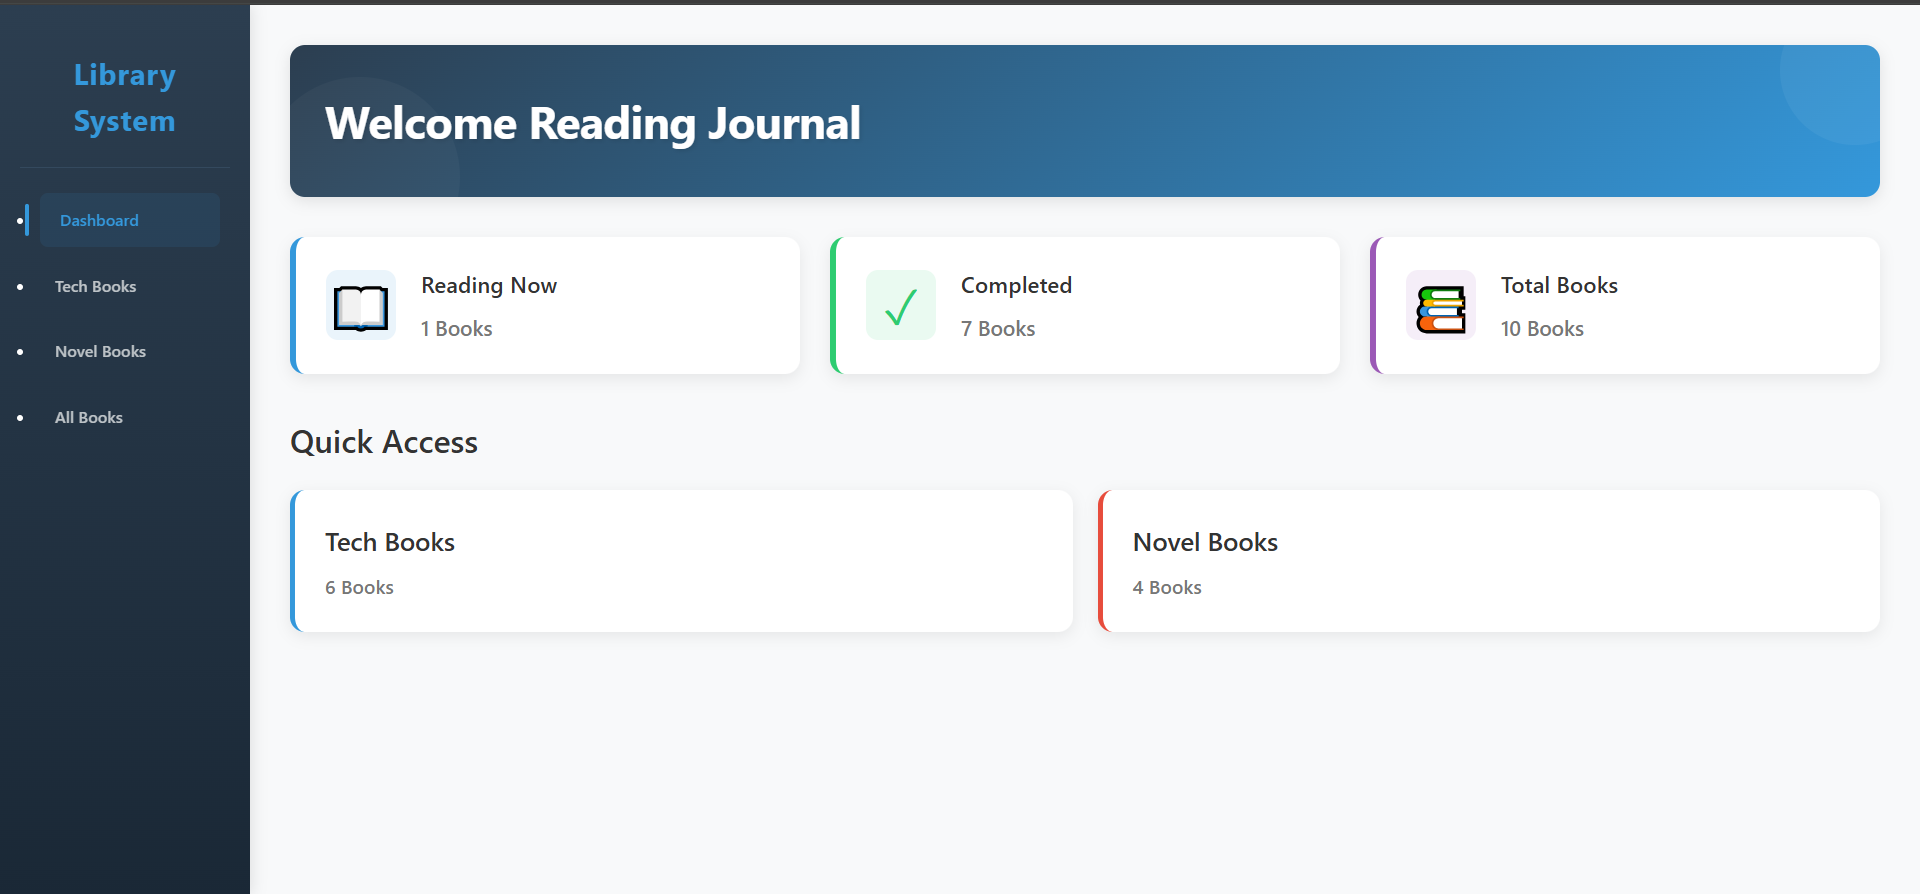 Library
System
Dashboard
Tech Books
Novel Books
All Books
Welcome Reading Journal
Reading Now
1 Books
Completed
7 Books
Total Books
10 Books
Quick Access
Tech Books
6 Books
Novel Books
4 Books